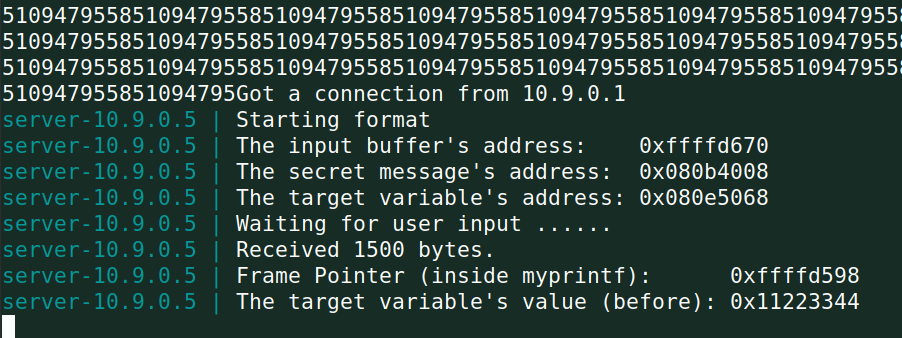 5109479558510947955851094795585109479558510947955851094795585109479558
5109479558510947955851094795585109479558510947955851094795585109479558
5109479558510947955851094795585109479558510947955851094795585109479558
510947955851094795Got a connection from 10.9.0.1
server-10.9.0.5 | Starting format
server-10.9.0.5 | The input buffer's address:    0xffffd670
server-10.9.0.5 | The secret message's address:  0x080b4008
server-10.9.0.5 | The target variable's address: 0x080e5068
server-10.9.0.5 | Waiting for user input ......
server-10.9.0.5 | Received 1500 bytes.
server-10.9.0.5 | Frame Pointer (inside myprintf):      0xffffd598
server-10.9.0.5 | The target variable's value (before): 0x11223344